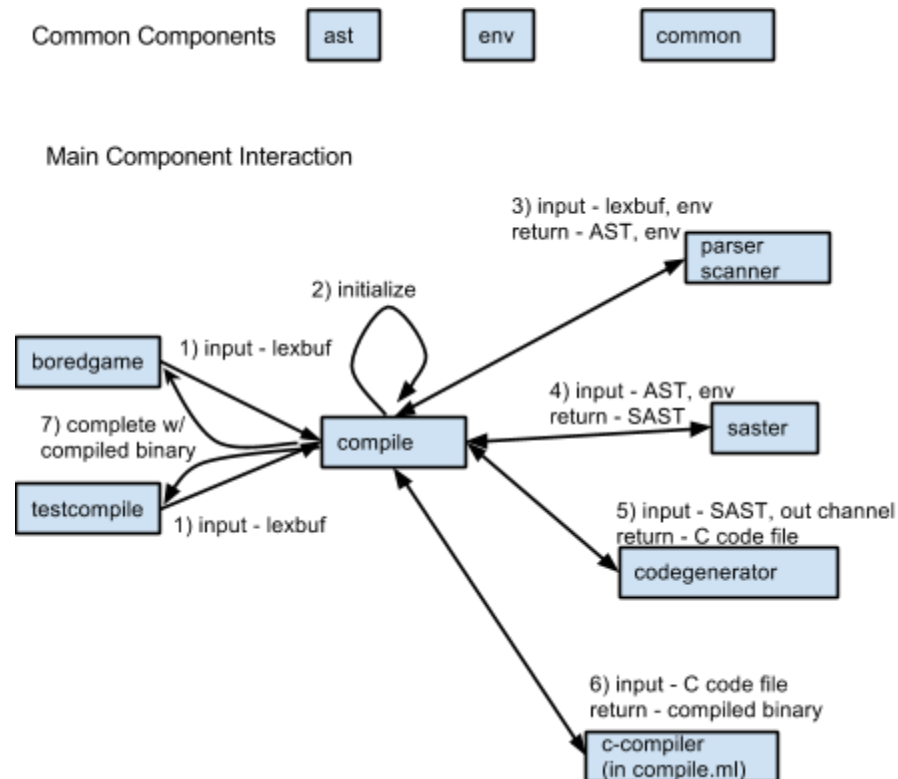 Common Components
ast
env
common
Main Component Interaction
3) input - lexbuf, env
return - AST, env
parser
scanner
2) initialize
boredgame
1) input - lexbuf
4) input - AST, env
return - SAST
saster
7) complete w/
compiled binary
compile
testcompile
1) input - lexbuf
5) input - SAST, out channel
return - C code file
codegenerator
6) input - C code file
return - compiled binary
c-compiler
(in compile.ml)